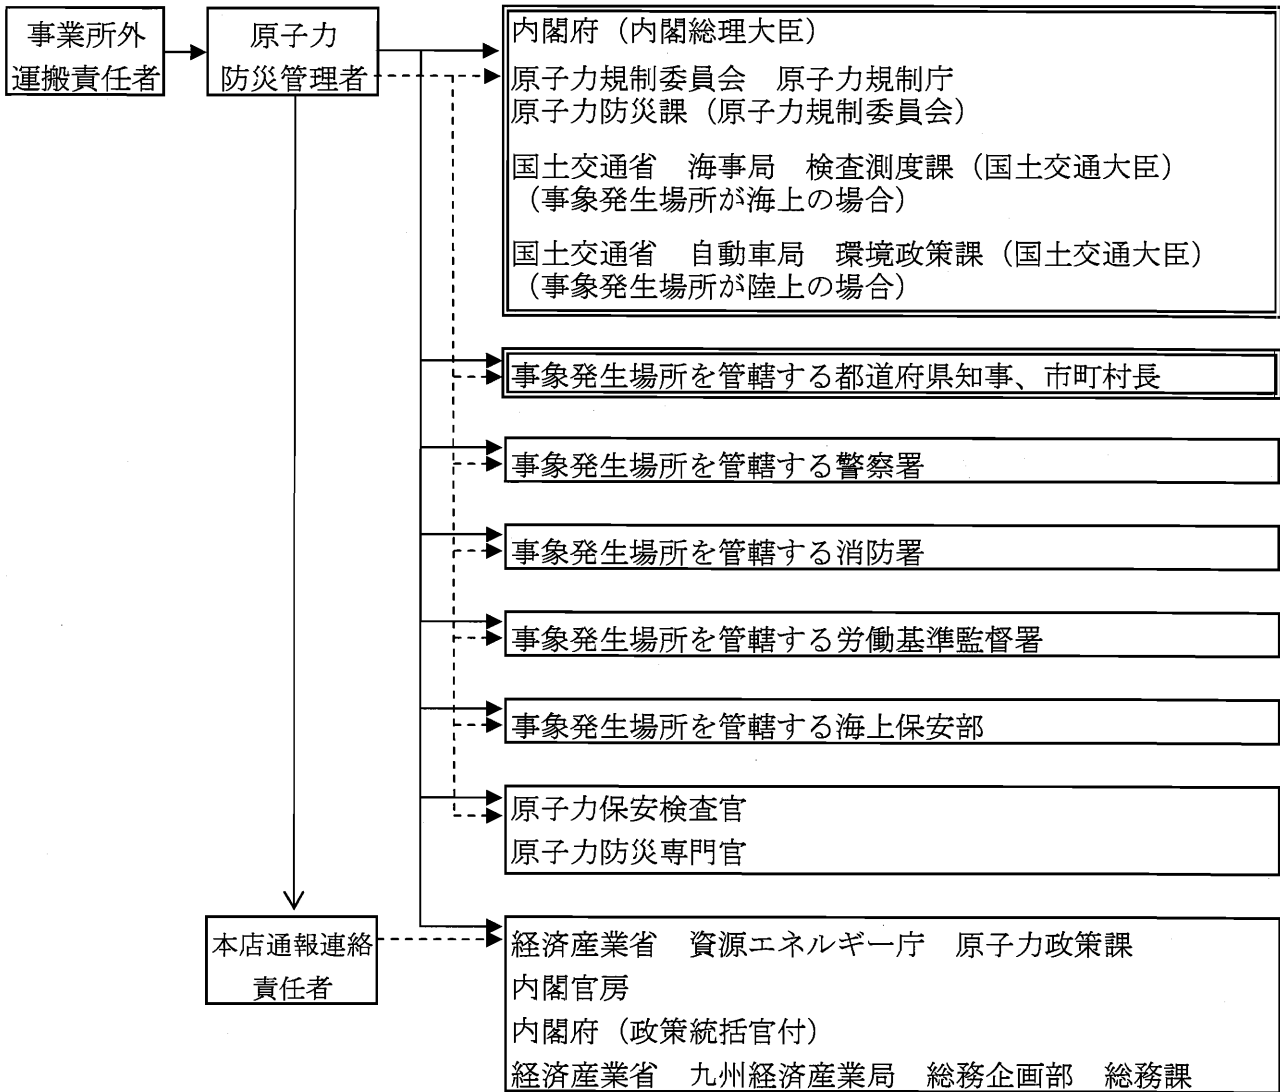 事業所外
運搬責任者
原子力
防災管理者
内閣府（内閣総理大臣）
原子力規制委員会　原子力規制庁
原子力防災課（原子力規制委員会）
国土交通省　海事局　検査測度課（国土交通大臣）
（事象発生場所が海上の場合）
国土交通省　自動車局　環境政策課（国土交通大臣）
（事象発生場所が陸上の場合）
事象発生場所を管轄する都道府県知事、市町村長
事象発生場所を管轄する警察署
事象発生場所を管轄する消防署
事象発生場所を管轄する労働基準監督署
事象発生場所を管轄する海上保安部
原子力保安検査官
原子力防災専門官
本店通報連絡
責任者
経済産業省　資源エネルギー庁　原子力政策課
内閣官房
内閣府（政策統括官付）
経済産業省　九州経済産業局　総務企画部　総務課